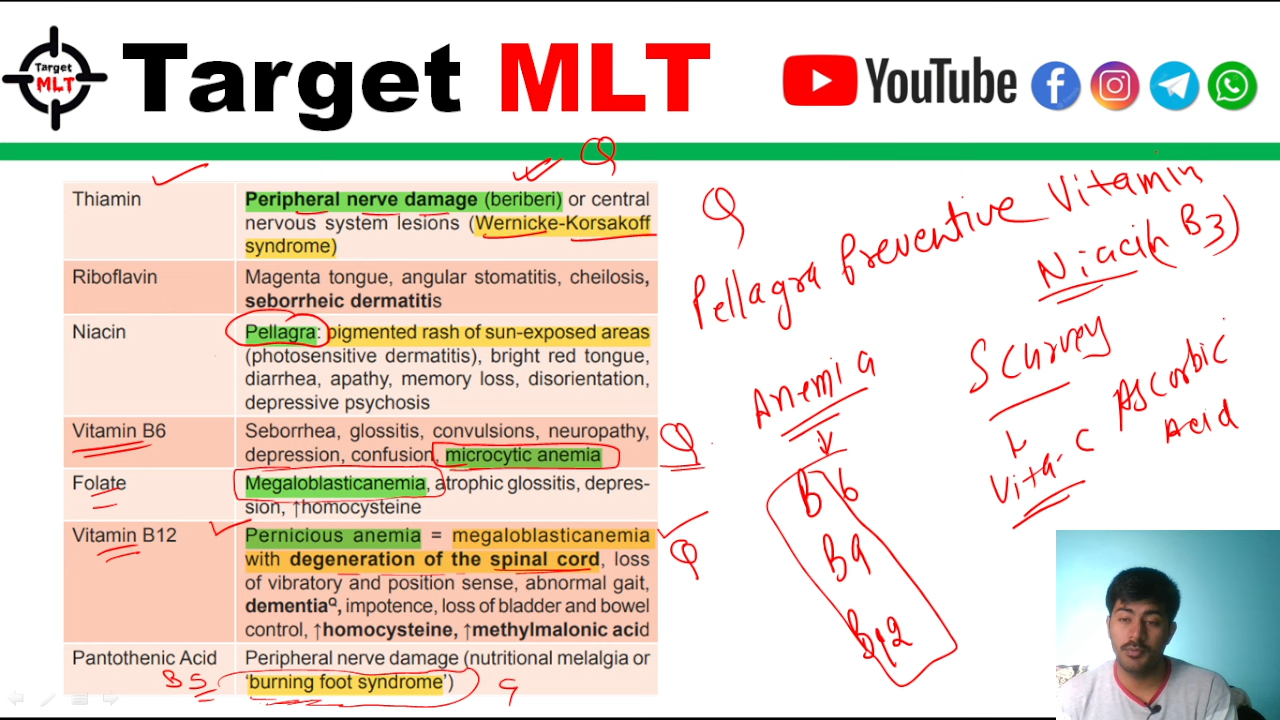 Target
MLT
Target MLT
YouTube
Thiamin
Peripheral nerve damage (beriberi) or central
nervous system lesions (Wernicke-Korsakoff
syndrome)
Riboflavin
Magenta tongue, angular stomatitis, cheilosis,
seborrheic dermatitis
Niacin
Pellagra: pigmented rash of sun-exposed areas
(photosensitive dermatitis), bright red tongue,
diarrhea, apathy, memory loss, disorientation,
depressive psychosis
Vitamin B6
Seborrhea, glossitis, convulsions, neuropathy,
depression, confusion, microcytic anemia
Folate
Megaloblasticanemia, atrophic glossitis, depres-
sion, ↑homocysteine
Vitamin B12
Pernicious anemia = megaloblasticanemia
with degeneration of the spinal cord, loss
of vibratory and position sense, abnormal gait,
dementiaQ, impotence, loss of bladder and bowel
control, ↑homocysteine, ↑methylmalonic acid
Pantothenic Acid
B5
Peripheral nerve damage (nutritional melalgia or
‘burning foot syndrome’)
Q
Q
Q
Q
Pellagra Preventive Vitamin
Niacin B3)
Scurvey
Vita-C
Ascorbic
Acid
Anemia
B6
B9
B12